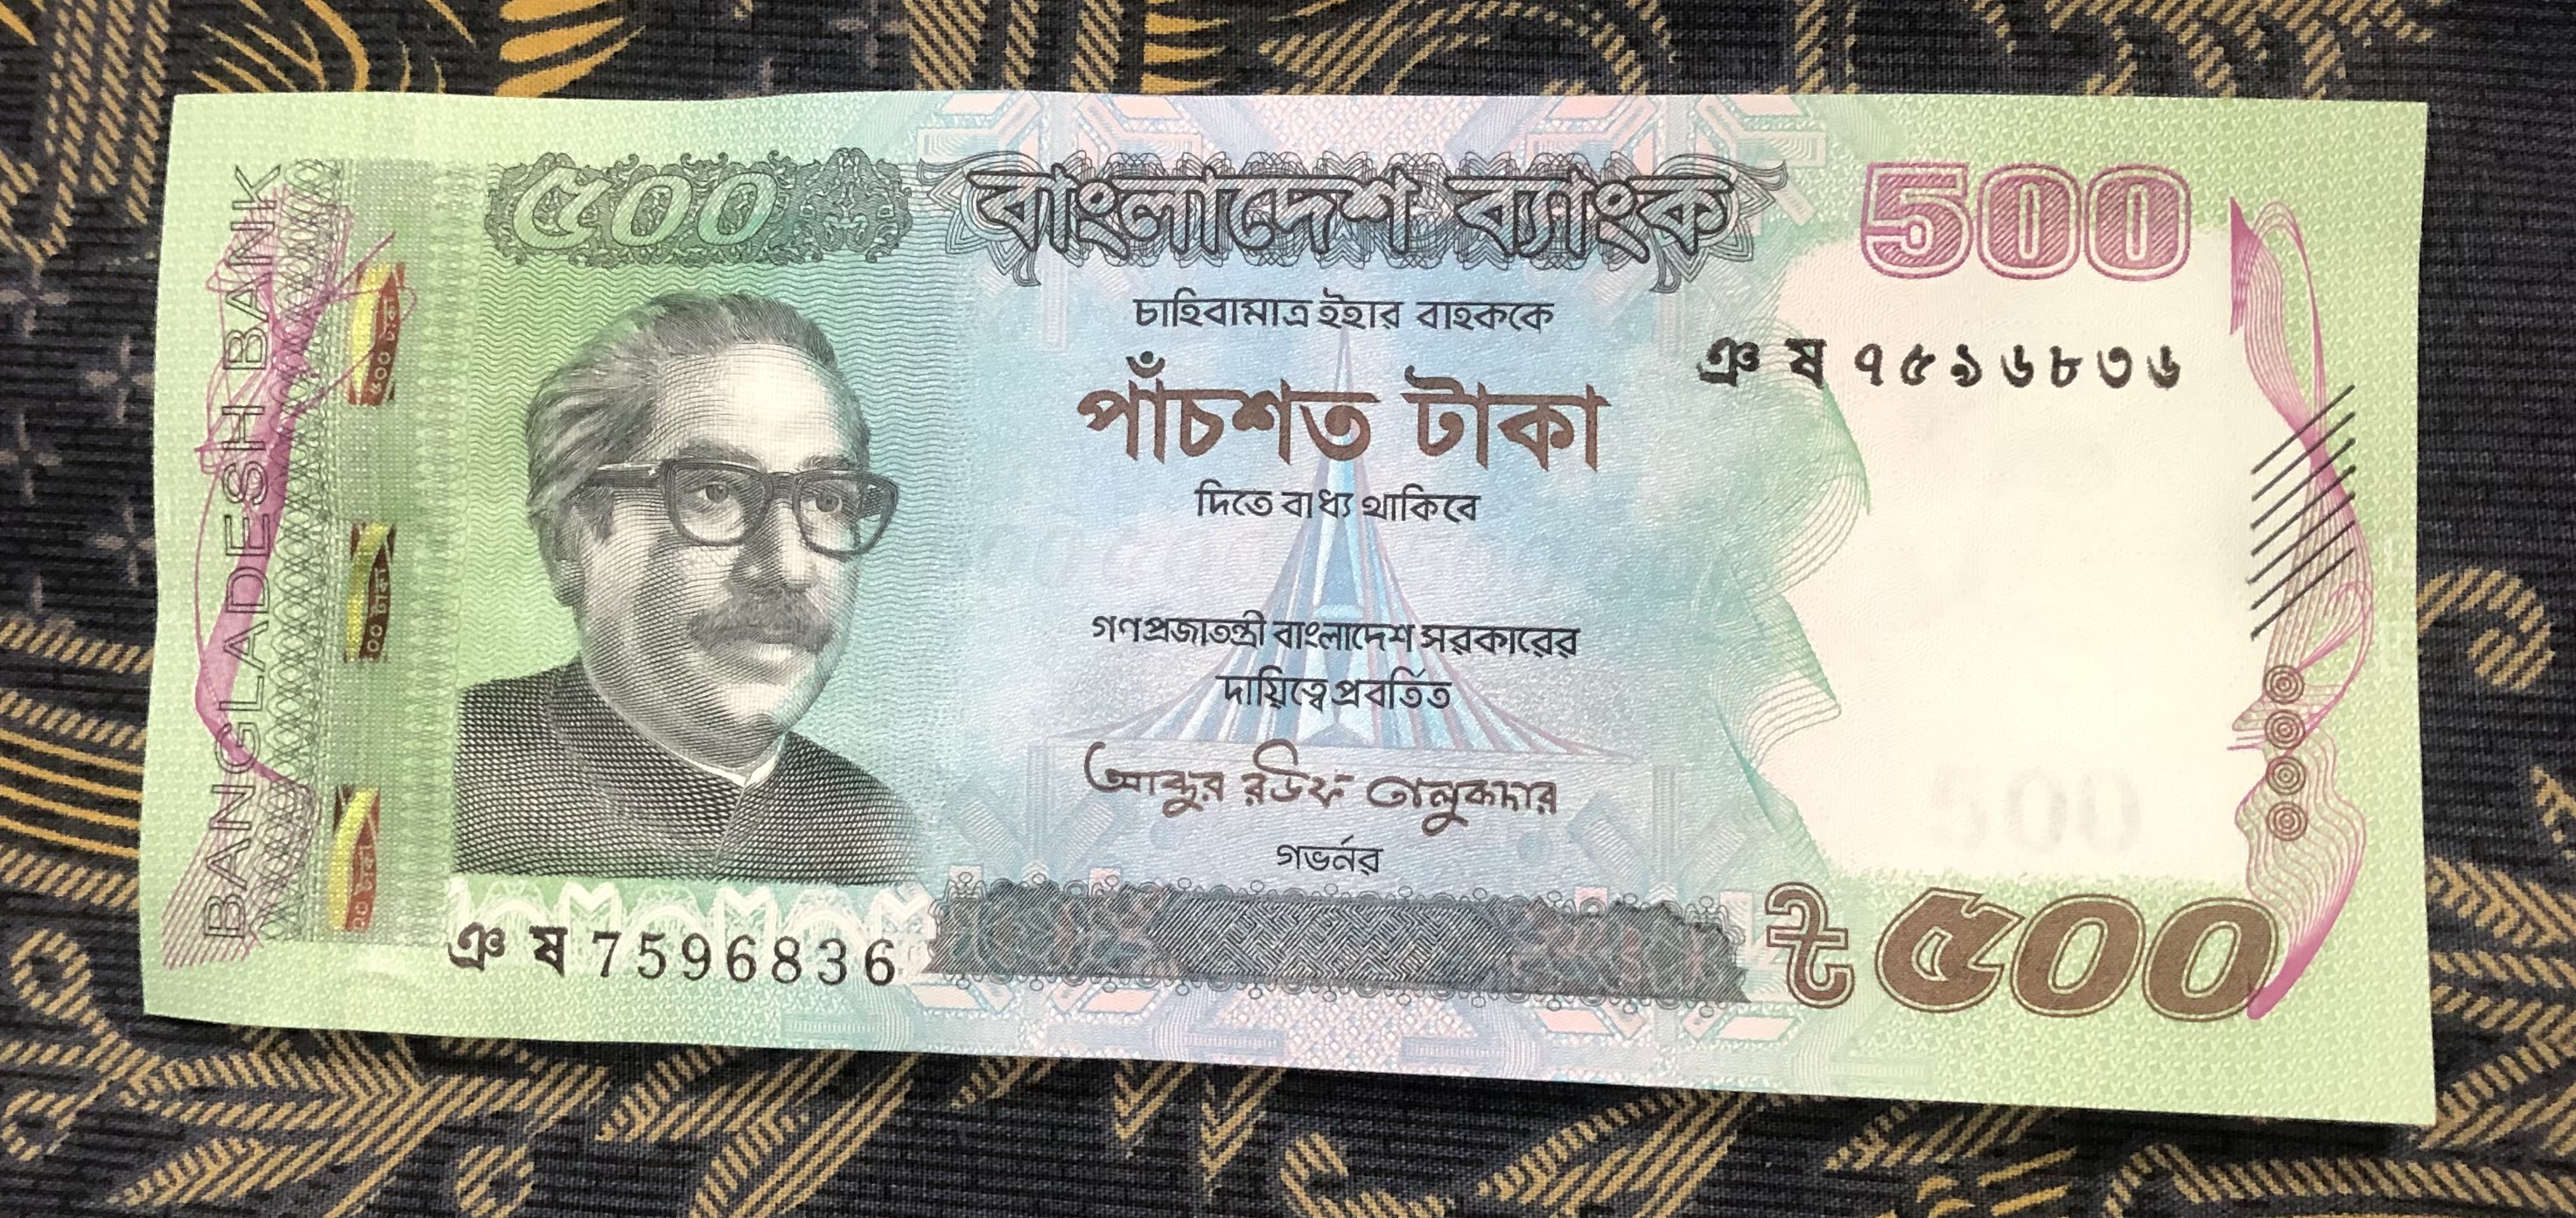 BANGLADESH BANK
৫০০
বাংলাদেশ ব্যাংক
500
চাহিবামাত্র ইহার বাহককে
ঞ ষ ৭৫৯৬৮৩৬
পাঁচশত টাকা
দিতে বাধ্য থাকিবে
গণপ্রজাতন্ত্রী বাংলাদেশ সরকারের
দায়িত্বে প্রবর্তিত
আব্দুর রউফ তালুকদার
গভর্নর
500
ঞ ষ 7596836
৳ ৫০০
৫০০ টাকা